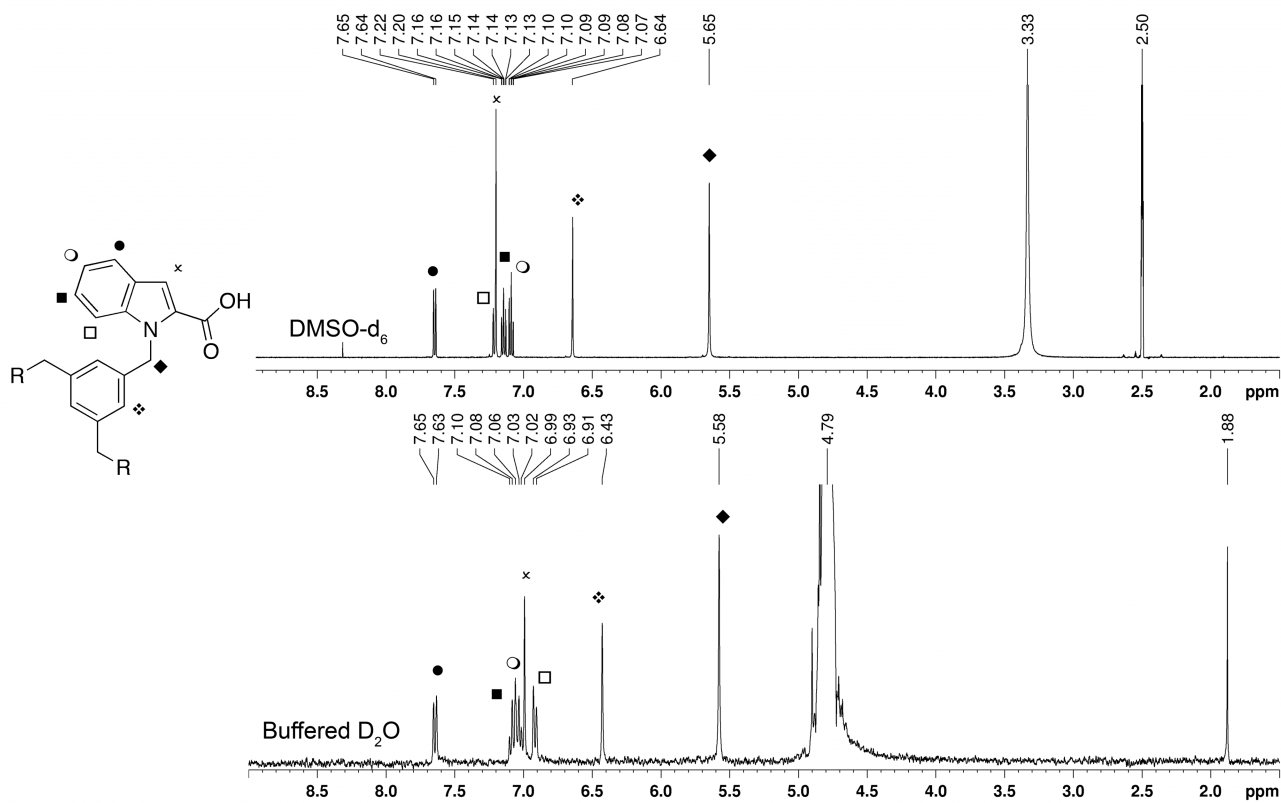 7.65 7.64 7.22 7.20 7.16 7.16 7.15 7.14 7.14 7.13 7.13 7.10 7.10 7.09 7.09 7.08 7.07 6.64 5.65 3.33 2.50
DMSO-d6
8.5 8.0 7.5 7.0 6.5 6.0 5.5 5.0 4.5 4.0 3.5 3.0 2.5 2.0 ppm
OH
N
O
R
R
7.65 7.63 7.10 7.08 7.06 7.03 7.02 6.99 6.93 6.91 6.43 5.58 4.79 1.88
Buffered D2O
8.5 8.0 7.5 7.0 6.5 6.0 5.5 5.0 4.5 4.0 3.5 3.0 2.5 2.0 ppm